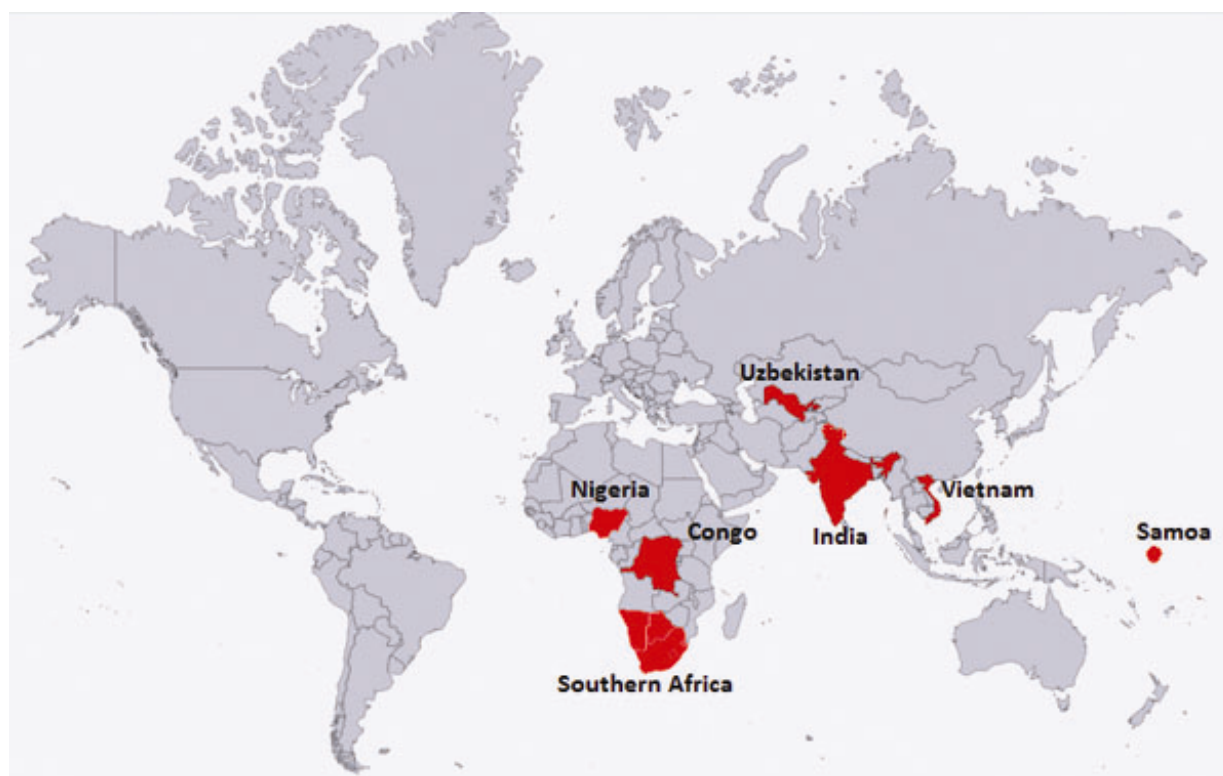 Uzbekistan
Nigeria
Vietnam
Congo
India
Samoa
Southern Africa